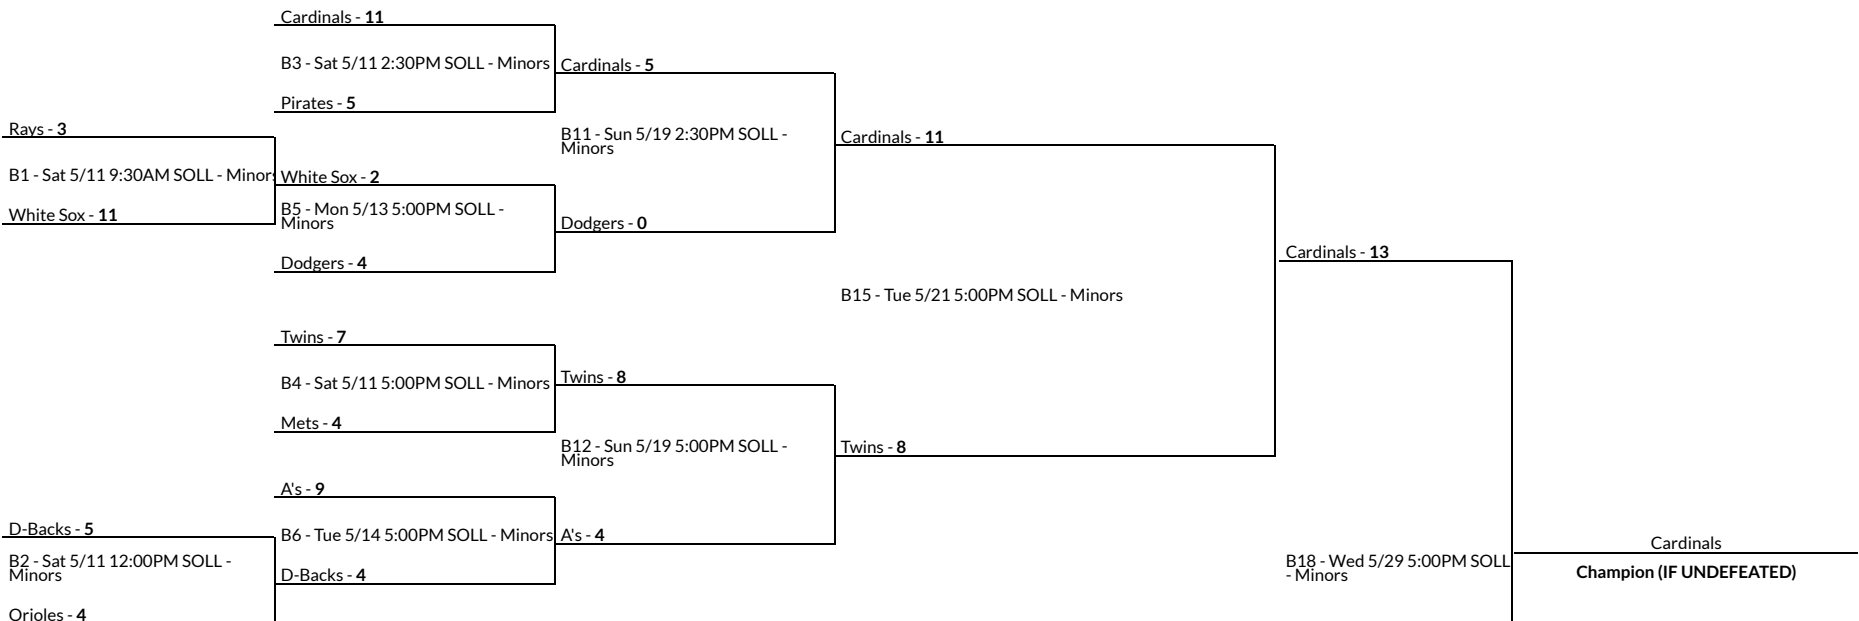 Cardinals - 11
B3 - Sat 5/11 2:30PM SOLL - Minors
Pirates - 5
Rays - 3
B1 - Sat 5/11 9:30AM SOLL - Minors
White Sox - 11
White Sox - 2
B5 - Mon 5/13 5:00PM SOLL -
Minors
Dodgers - 4
Cardinals - 5
B11 - Sun 5/19 2:30PM SOLL -
Minors
Dodgers - 0
Cardinals - 11
B15 - Tue 5/21 5:00PM SOLL - Minors
Twins - 8
Twins - 7
B4 - Sat 5/11 5:00PM SOLL - Minors
Mets - 4
Twins - 8
B12 - Sun 5/19 5:00PM SOLL -
Minors
A's - 4
A's - 9
B6 - Tue 5/14 5:00PM SOLL - Minors
D-Backs - 4
D-Backs - 5
B2 - Sat 5/11 12:00PM SOLL -
Minors
Orioles - 4
Cardinals - 13
B18 - Wed 5/29 5:00PM SOLL
- Minors
Cardinals
Champion (IF UNDEFEATED)